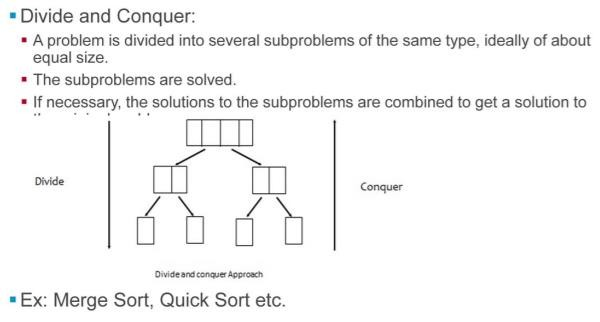 Divide and Conquer:
A problem is divided into several subproblems of the same type, ideally of about
equal size.
The subproblems are solved.
If necessary, the solutions to the subproblems are combined to get a solution to
Divide
Conquer
Divide and conquer Approach
Ex: Merge Sort, Quick Sort etc.